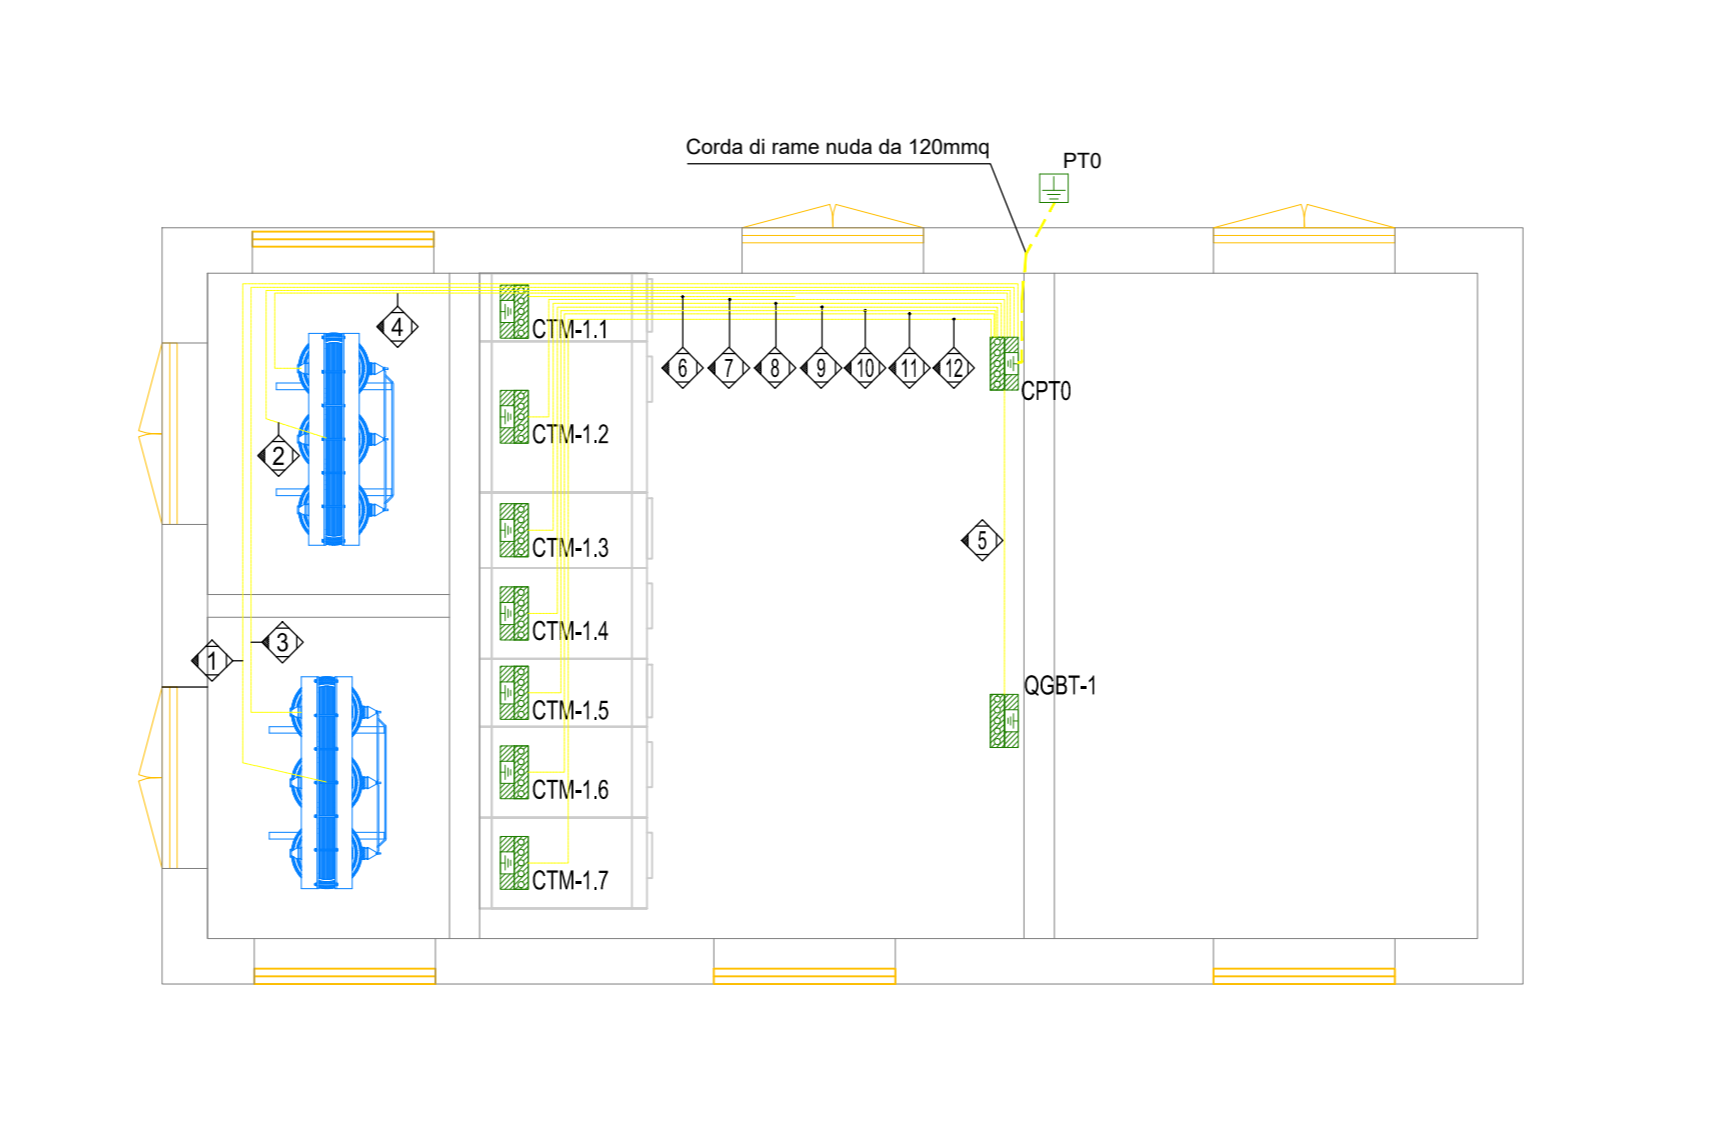 Corda di rame nuda da 120mmq
PT0
CTM-1.1
4
6
7
8
9
10
11
12
CPT0
CTM-1.2
2
CTM-1.3
5
CTM-1.4
3
1
QGBT-1
CTM-1.5
CTM-1.6
CTM-1.7